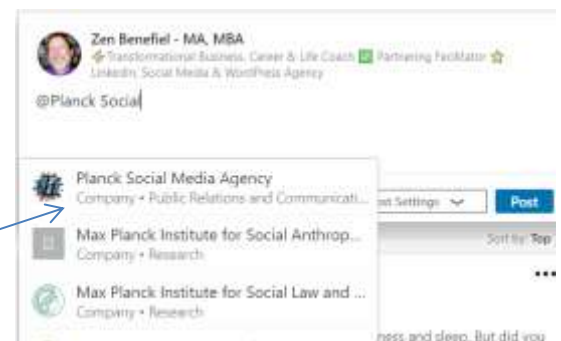 Zen Benefiel - MA, MBA
Transformational Business, Career & Life Coach Partnering Facilitator
LinkedIn, Social Media & WordPress Agency
@Planck Social
Planck Social Media Agency
Company • Public Relations and Communicati...
st Settings
Post
Max Planck Institute for Social Anthrop...
Company • Research
Sort by: Top
Max Planck Institute for Social Law and ...
Company • Research
ness and sleep. But did you